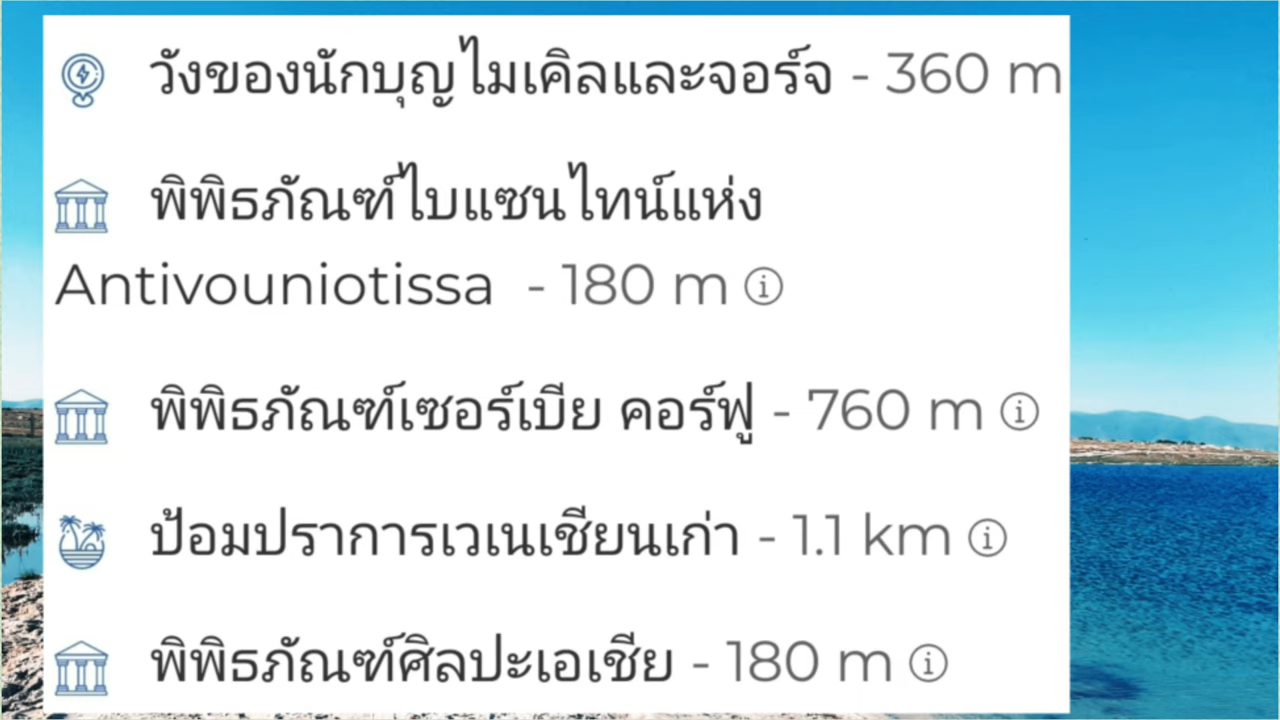 วังของนักบุญไมเคิลและจอร์จ - 360 m
พิพิธภัณฑ์ไบแซนไทน์แห่ง
Antivouniotissa - 180 m
พิพิธภัณฑ์เซอร์เบีย คอร์ฟู - 760 m
ป้อมปราการเวเนเชียนเก่า - 1.1 km
พิพิธภัณฑ์ศิลปะเอเชีย - 180 m